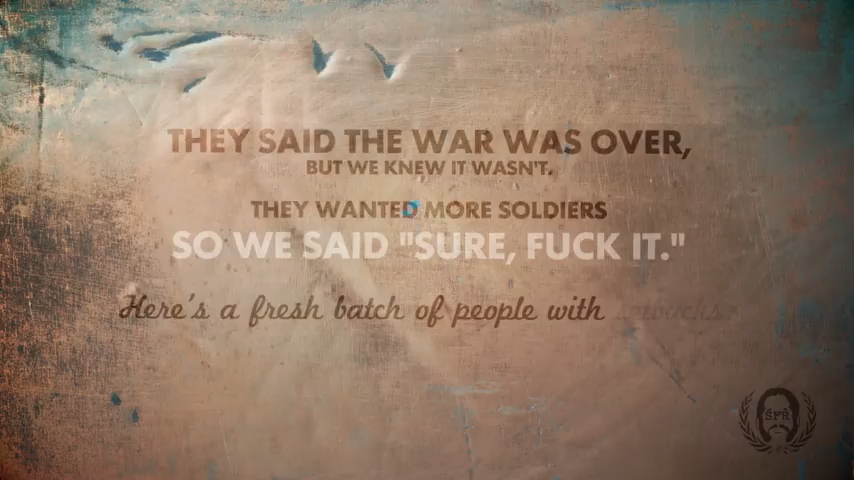 THEY SAID THE WAR WAS OVER,
BUT WE KNEW IT WASN'T.
THEY WANTED MORE SOLDIERS
SO WE SAID "SURE, FUCK IT."
Here's a fresh batch of people with
SFR